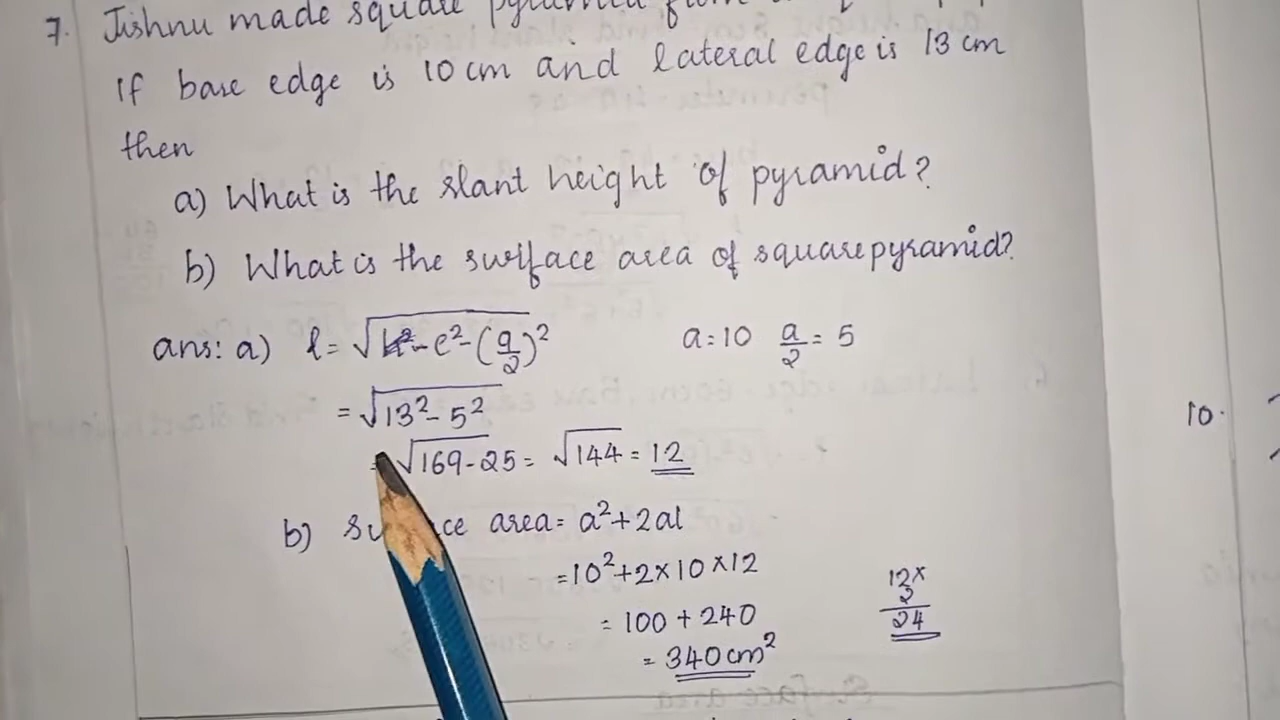 7. Jishnu made square pyramid from
If base edge is 10 cm and lateral edge is 13 cm
then
a) What is the slant height of pyramid?
b) What is the surface area of square pyramid?
ans: a) l = √e² - (a/2)² a = 10 a/2 = 5
= √13² - 5²
= √169 - 25 = √144 = 12
b) surface area = a² + 2al
= 10² + 2 × 10 × 12
12 ×
2
= 100 + 240
24
= 340 cm²
10.